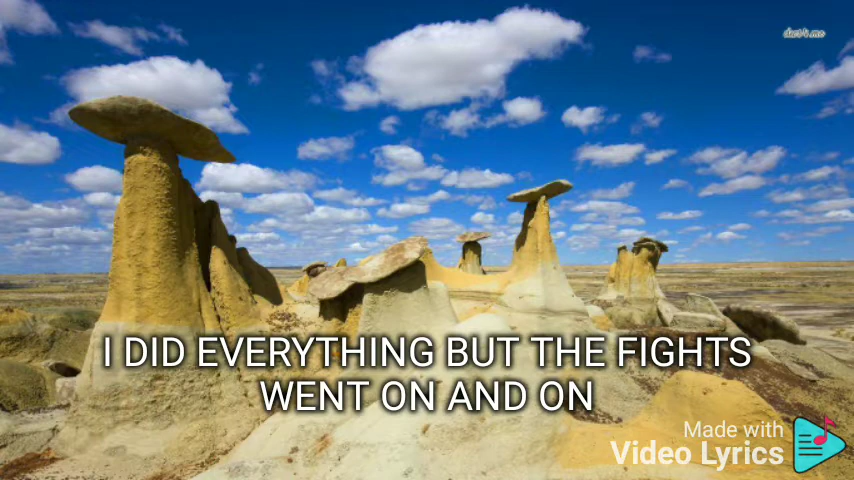 I DID EVERYTHING BUT THE FIGHTS
WENT ON AND ON
Made with
Video Lyrics